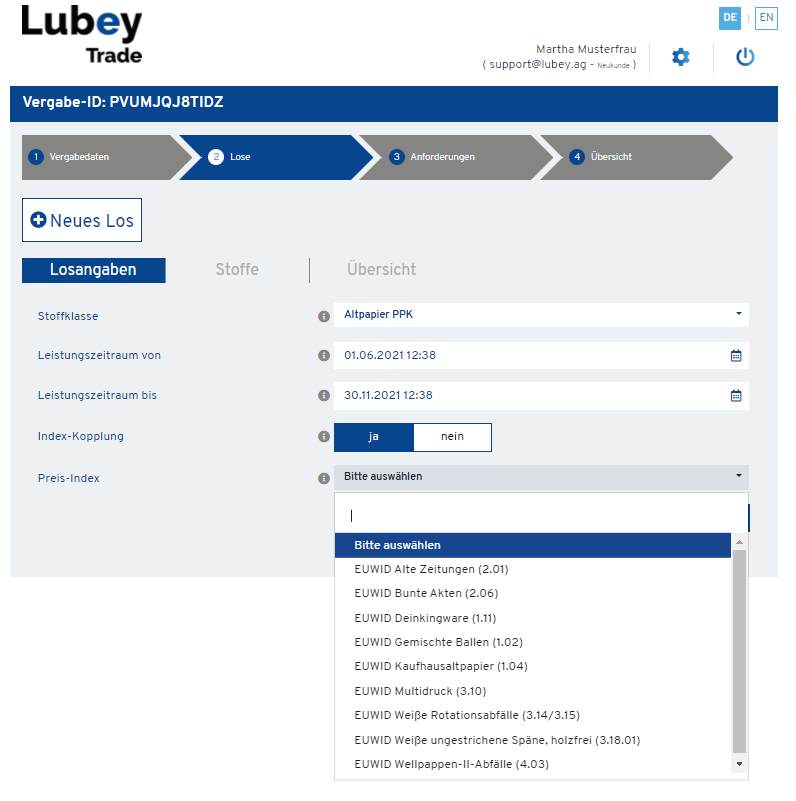 Lubey
Trade
DE | EN
Martha Musterfrau
( support@lubey.ag - Neukunde )
Vergabe-ID: PVUMJQJ8TIDZ
1 Vergabedaten
2 Lose
3 Anforderungen
4 Übersicht
Neues Los
Losangaben
Stoffe
Übersicht
Stoffklasse
Altpapier PPK
Leistungszeitraum von
01.06.2021 12:38
Leistungszeitraum bis
30.11.2021 12:38
Index-Kopplung
ja
nein
Preis-Index
Bitte auswählen
Bitte auswählen
EUWID Alte Zeitungen (2.01)
EUWID Bunte Akten (2.06)
EUWID Deinkingware (1.11)
EUWID Gemischte Ballen (1.02)
EUWID Kaufhausaltpapier (1.04)
EUWID Multidruck (3.10)
EUWID Weiße Rotationsabfälle (3.14/3.15)
EUWID Weiße ungestrichene Späne, holzfrei (3.18.01)
EUWID Wellpappen-II-Abfälle (4.03)